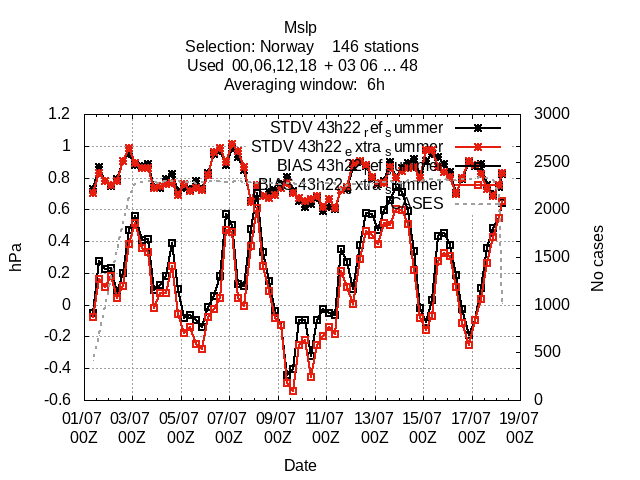 Mslp
Selection: Norway 146 stations
Used 00,06,12,18 + 03 06 ... 48
Averaging window: 6h
1.2
1
0.8
0.6
0.4
0.2
0
-0.2
-0.4
-0.6
hPa
3000
2500
2000
1500
1000
500
0
No cases
STDV 43h22_ref_summer
STDV 43h22_extra_summer
BIAS 43h22_ref_summer
BIAS 43h22_extra_summer
CASES
01/07 03/07 05/07 07/07 09/07 11/07 13/07 15/07 17/07 19/07
00Z 00Z 00Z 00Z 00Z 00Z 00Z 00Z 00Z 00Z
Date